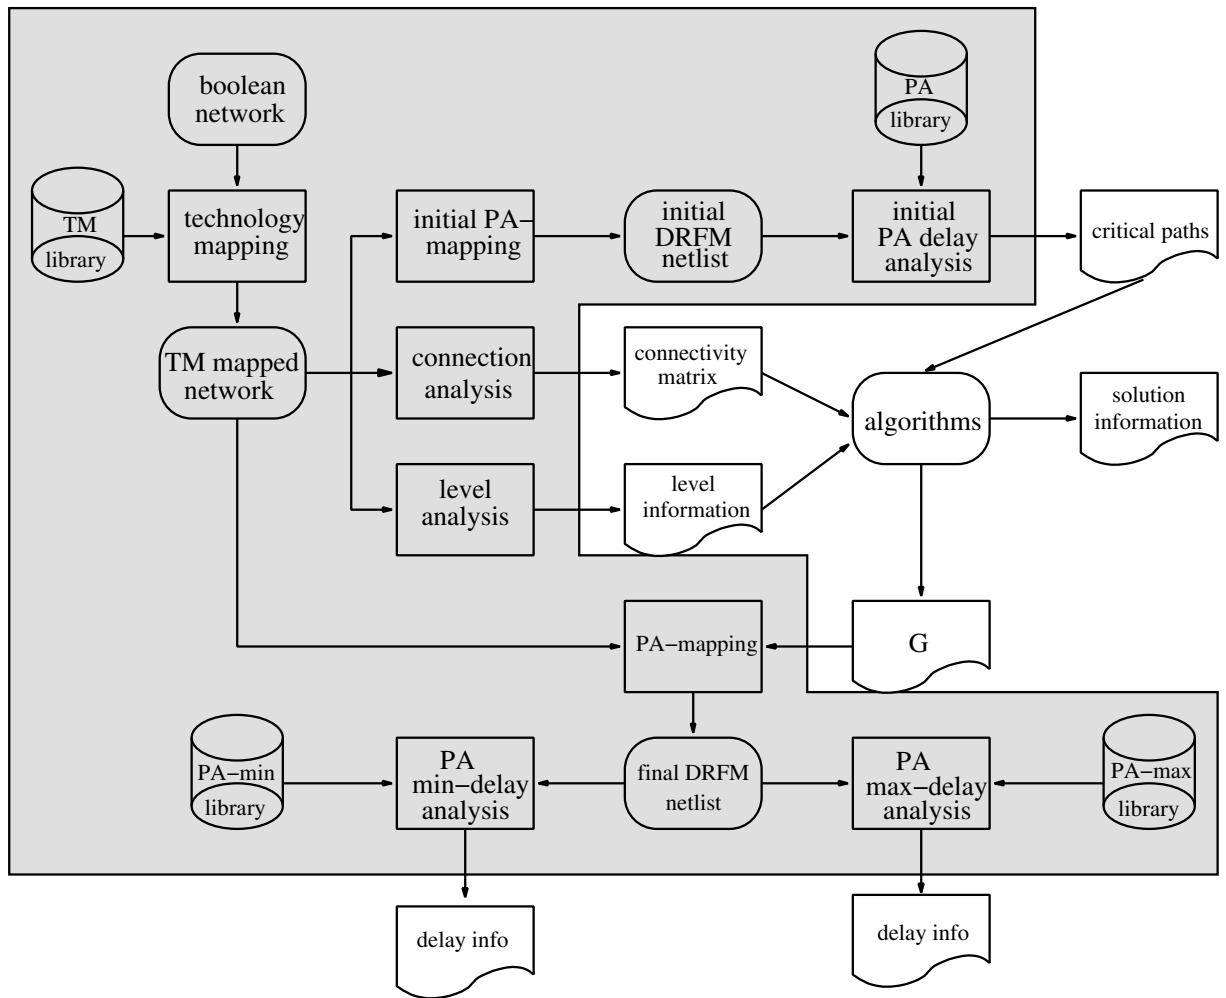 boolean
network
PA
library
TM
library
technology
mapping
initial PA−
mapping
initial
DRFM
netlist
initial
PA delay
analysis
critical paths
TM mapped
network
connection
analysis
connectivity
matrix
algorithms
solution
information
level
analysis
level
information
PA−mapping
G
PA−min
library
PA
min−delay
analysis
final DRFM
netlist
PA
max−delay
analysis
PA−max
library
delay info
delay info